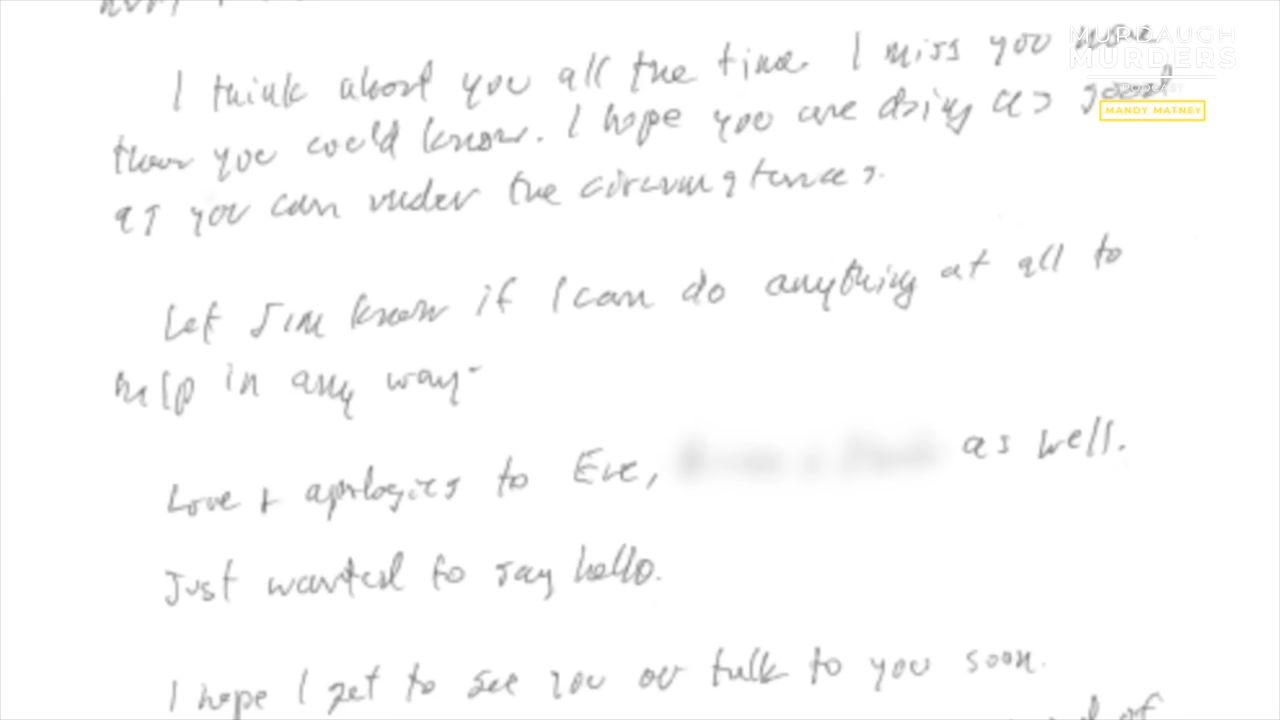 I think about you all the time. I miss you more
than you could know. I hope you are doing as good
as you can under the circumstances.
Let Jim know if I can do anything at all to
help in any way.
Love + apologies to Eve, as well.
Just wanted to say hello.
I hope I get to see you or talk to you soon.
of
MURDAUGH
MURDERS
PODCAST
MANDY MATNEY